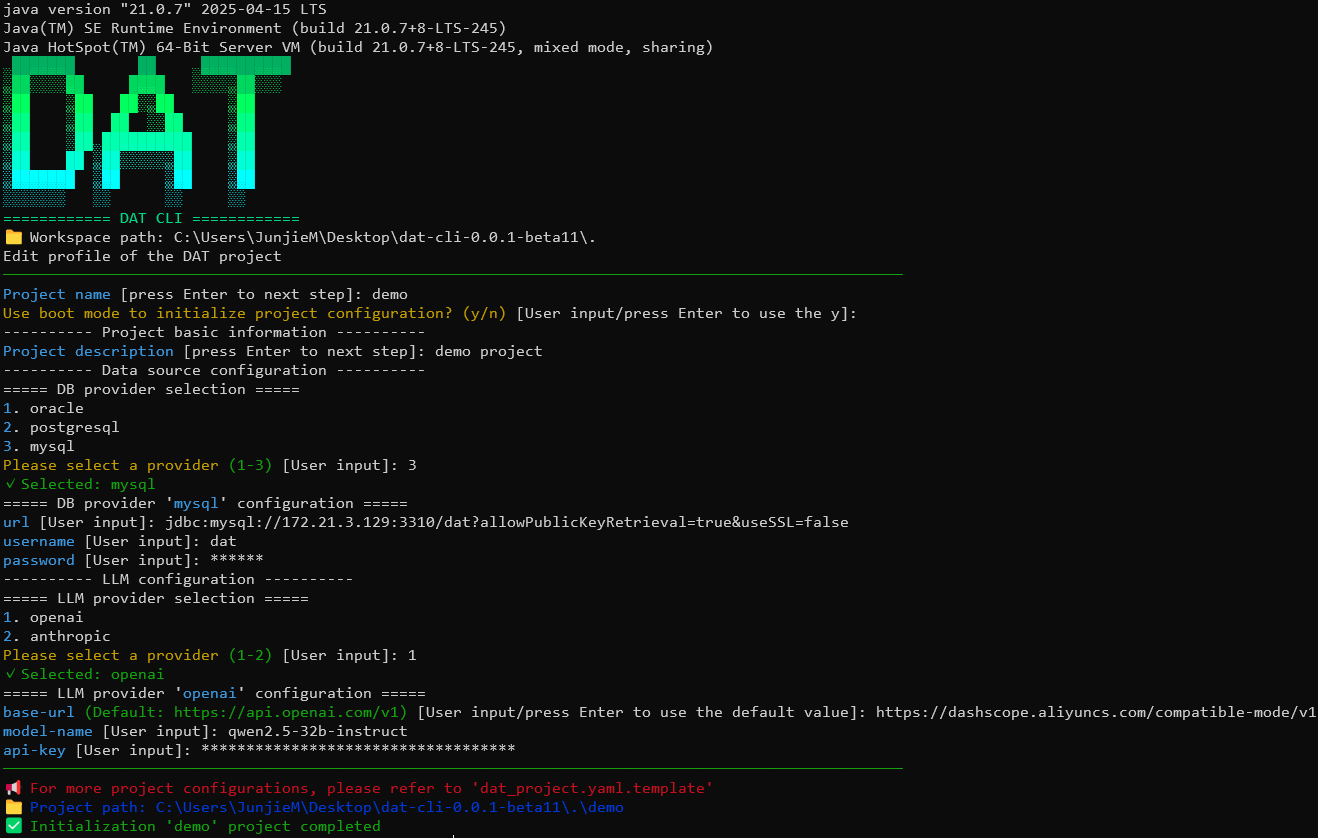 java version "21.0.7" 2025-04-15 LTS
Java(TM) SE Runtime Environment (build 21.0.7+8-LTS-245)
Java HotSpot(TM) 64-Bit Server VM (build 21.0.7+8-LTS-245, mixed mode, sharing)
DAT
============ DAT CLI ============
Workspace path: C:\Users\JunjieM\Desktop\dat-cli-0.0.1-beta11\.
Edit profile of the DAT project
Project name [press Enter to next step]: demo
Use boot mode to initialize project configuration? (y/n) [User input/press Enter to use the y]:
---------- Project basic information ----------
Project description [press Enter to next step]: demo project
---------- Data source configuration ----------
===== DB provider selection =====
1. oracle
2. postgresql
3. mysql
Please select a provider (1-3) [User input]: 3
✓ Selected: mysql
===== DB provider 'mysql' configuration =====
url [User input]: jdbc:mysql://172.21.3.129:3310/dat?allowPublicKeyRetrieval=true&useSSL=false
username [User input]: dat
password [User input]: ******
---------- LLM configuration ----------
===== LLM provider selection =====
1. openai
2. anthropic
Please select a provider (1-2) [User input]: 1
✓ Selected: openai
===== LLM provider 'openai' configuration =====
base-url (Default: https://api.openai.com/v1) [User input/press Enter to use the default value]: https://dashscope.aliyuncs.com/compatible-mode/v1
model-name [User input]: qwen2.5-32b-instruct
api-key [User input]: ***********************************
For more project configurations, please refer to 'dat_project.yaml.template'
Project path: C:\Users\JunjieM\Desktop\dat-cli-0.0.1-beta11\.\demo
Initialization 'demo' project completed